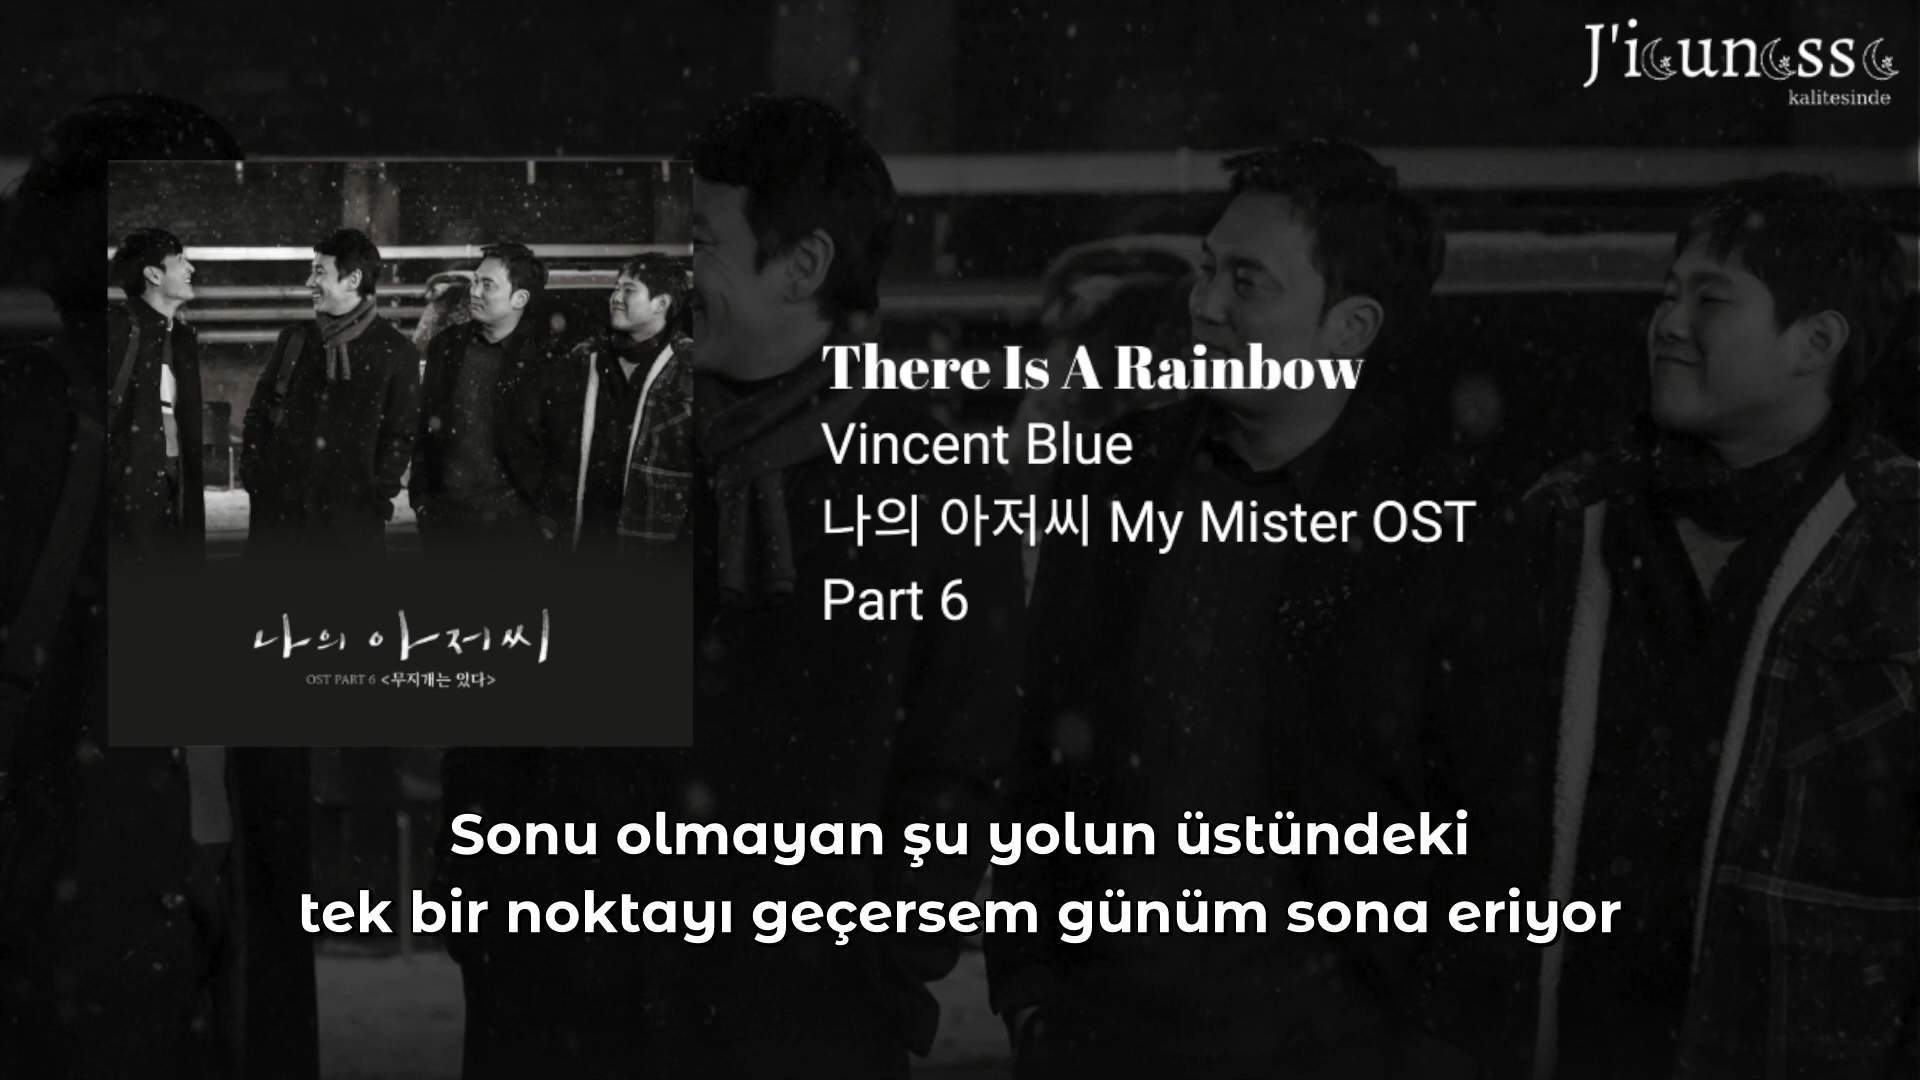 J'ieunesse
kalitesinde
There Is A Rainbow
Vincent Blue
나의 아저씨 My Mister OST
Part 6
나의 아저씨
OST PART 6 <무지개는 있다>
Sonu olmayan şu yolun üstündeki
tek bir noktayı geçersem günüm sona eriyor